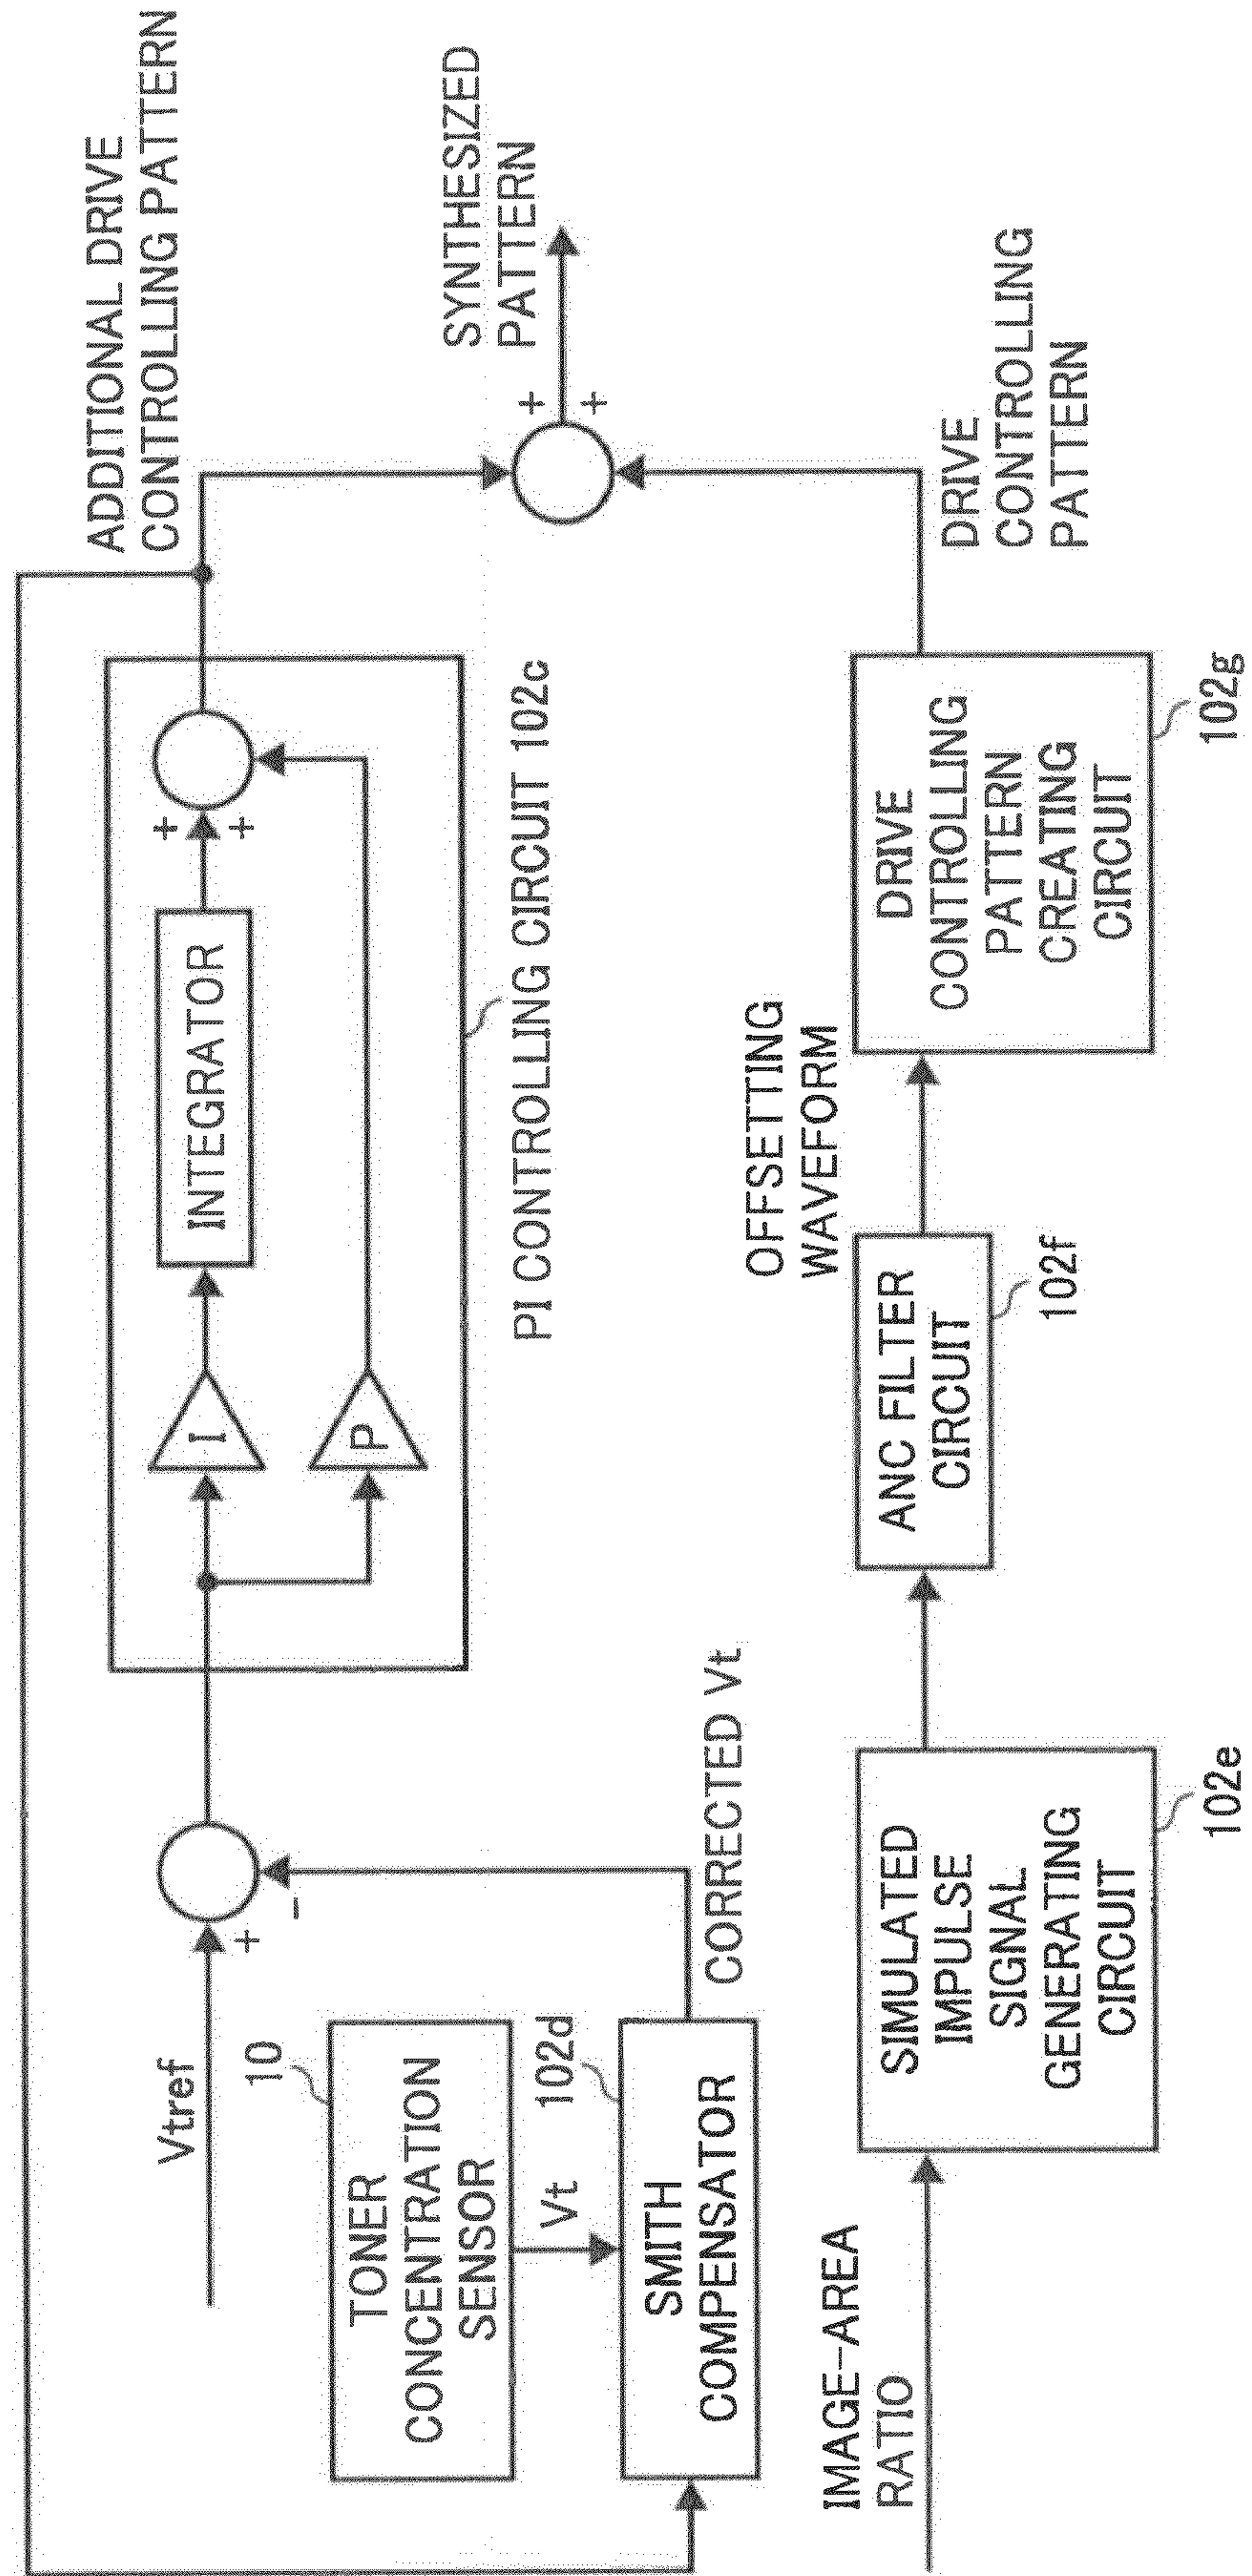 ADDITIONAL DRIVE
CONTROLLING PATTERN
Vtref
+
-
I
INTEGRATOR
+
+
P
PI CONTROLLING CIRCUIT 102c
10
TONER
CONCENTRATION
SENSOR
Vt
102d
SMITH
COMPENSATOR
CORRECTED Vt
SYNTHESIZED
PATTERN
+
+
IMAGE-AREA
RATIO
SIMULATED
IMPULSE
SIGNAL
GENERATING
CIRCUIT
102e
ANC FILTER
CIRCUIT
102f
OFFSETTING
WAVEFORM
DRIVE
CONTROLLING
PATTERN
CREATING
CIRCUIT
102g
DRIVE
CONTROLLING
PATTERN